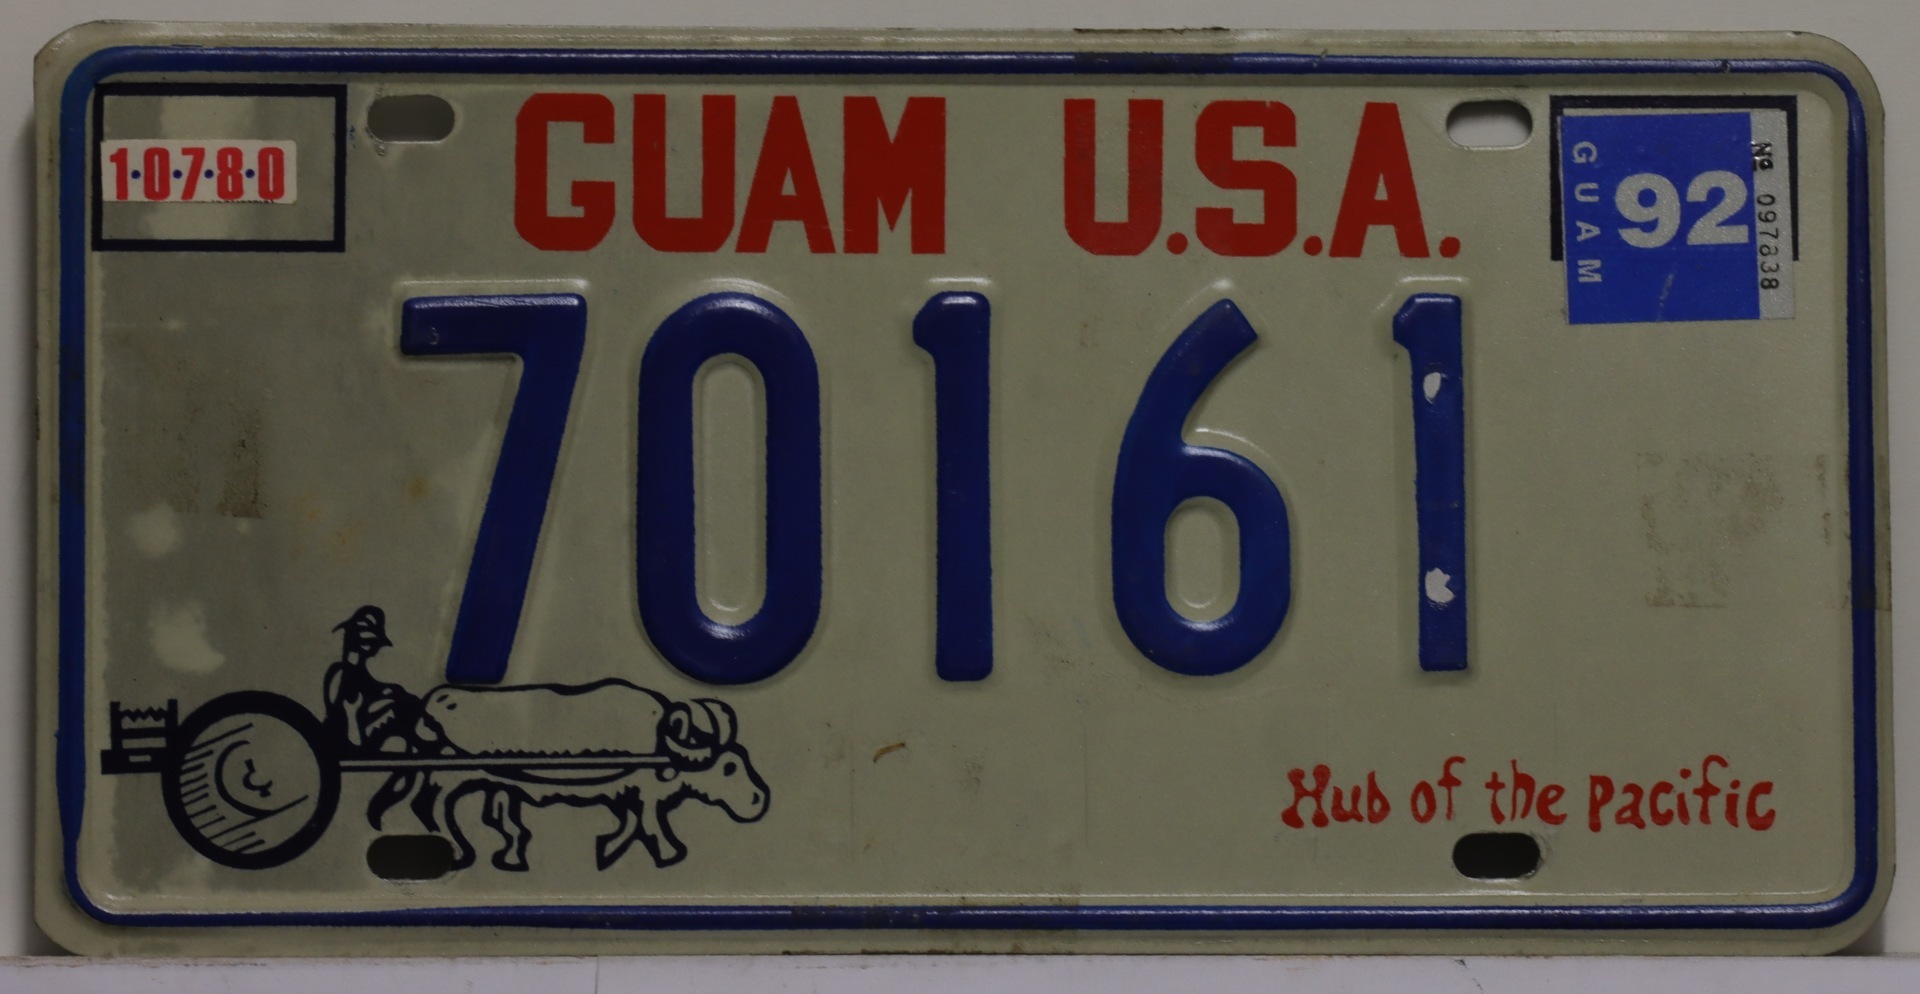 1·0·7·8·0
GUAM U.S.A.
GUAM
92
Nº 097838
70161
Hub of the Pacific